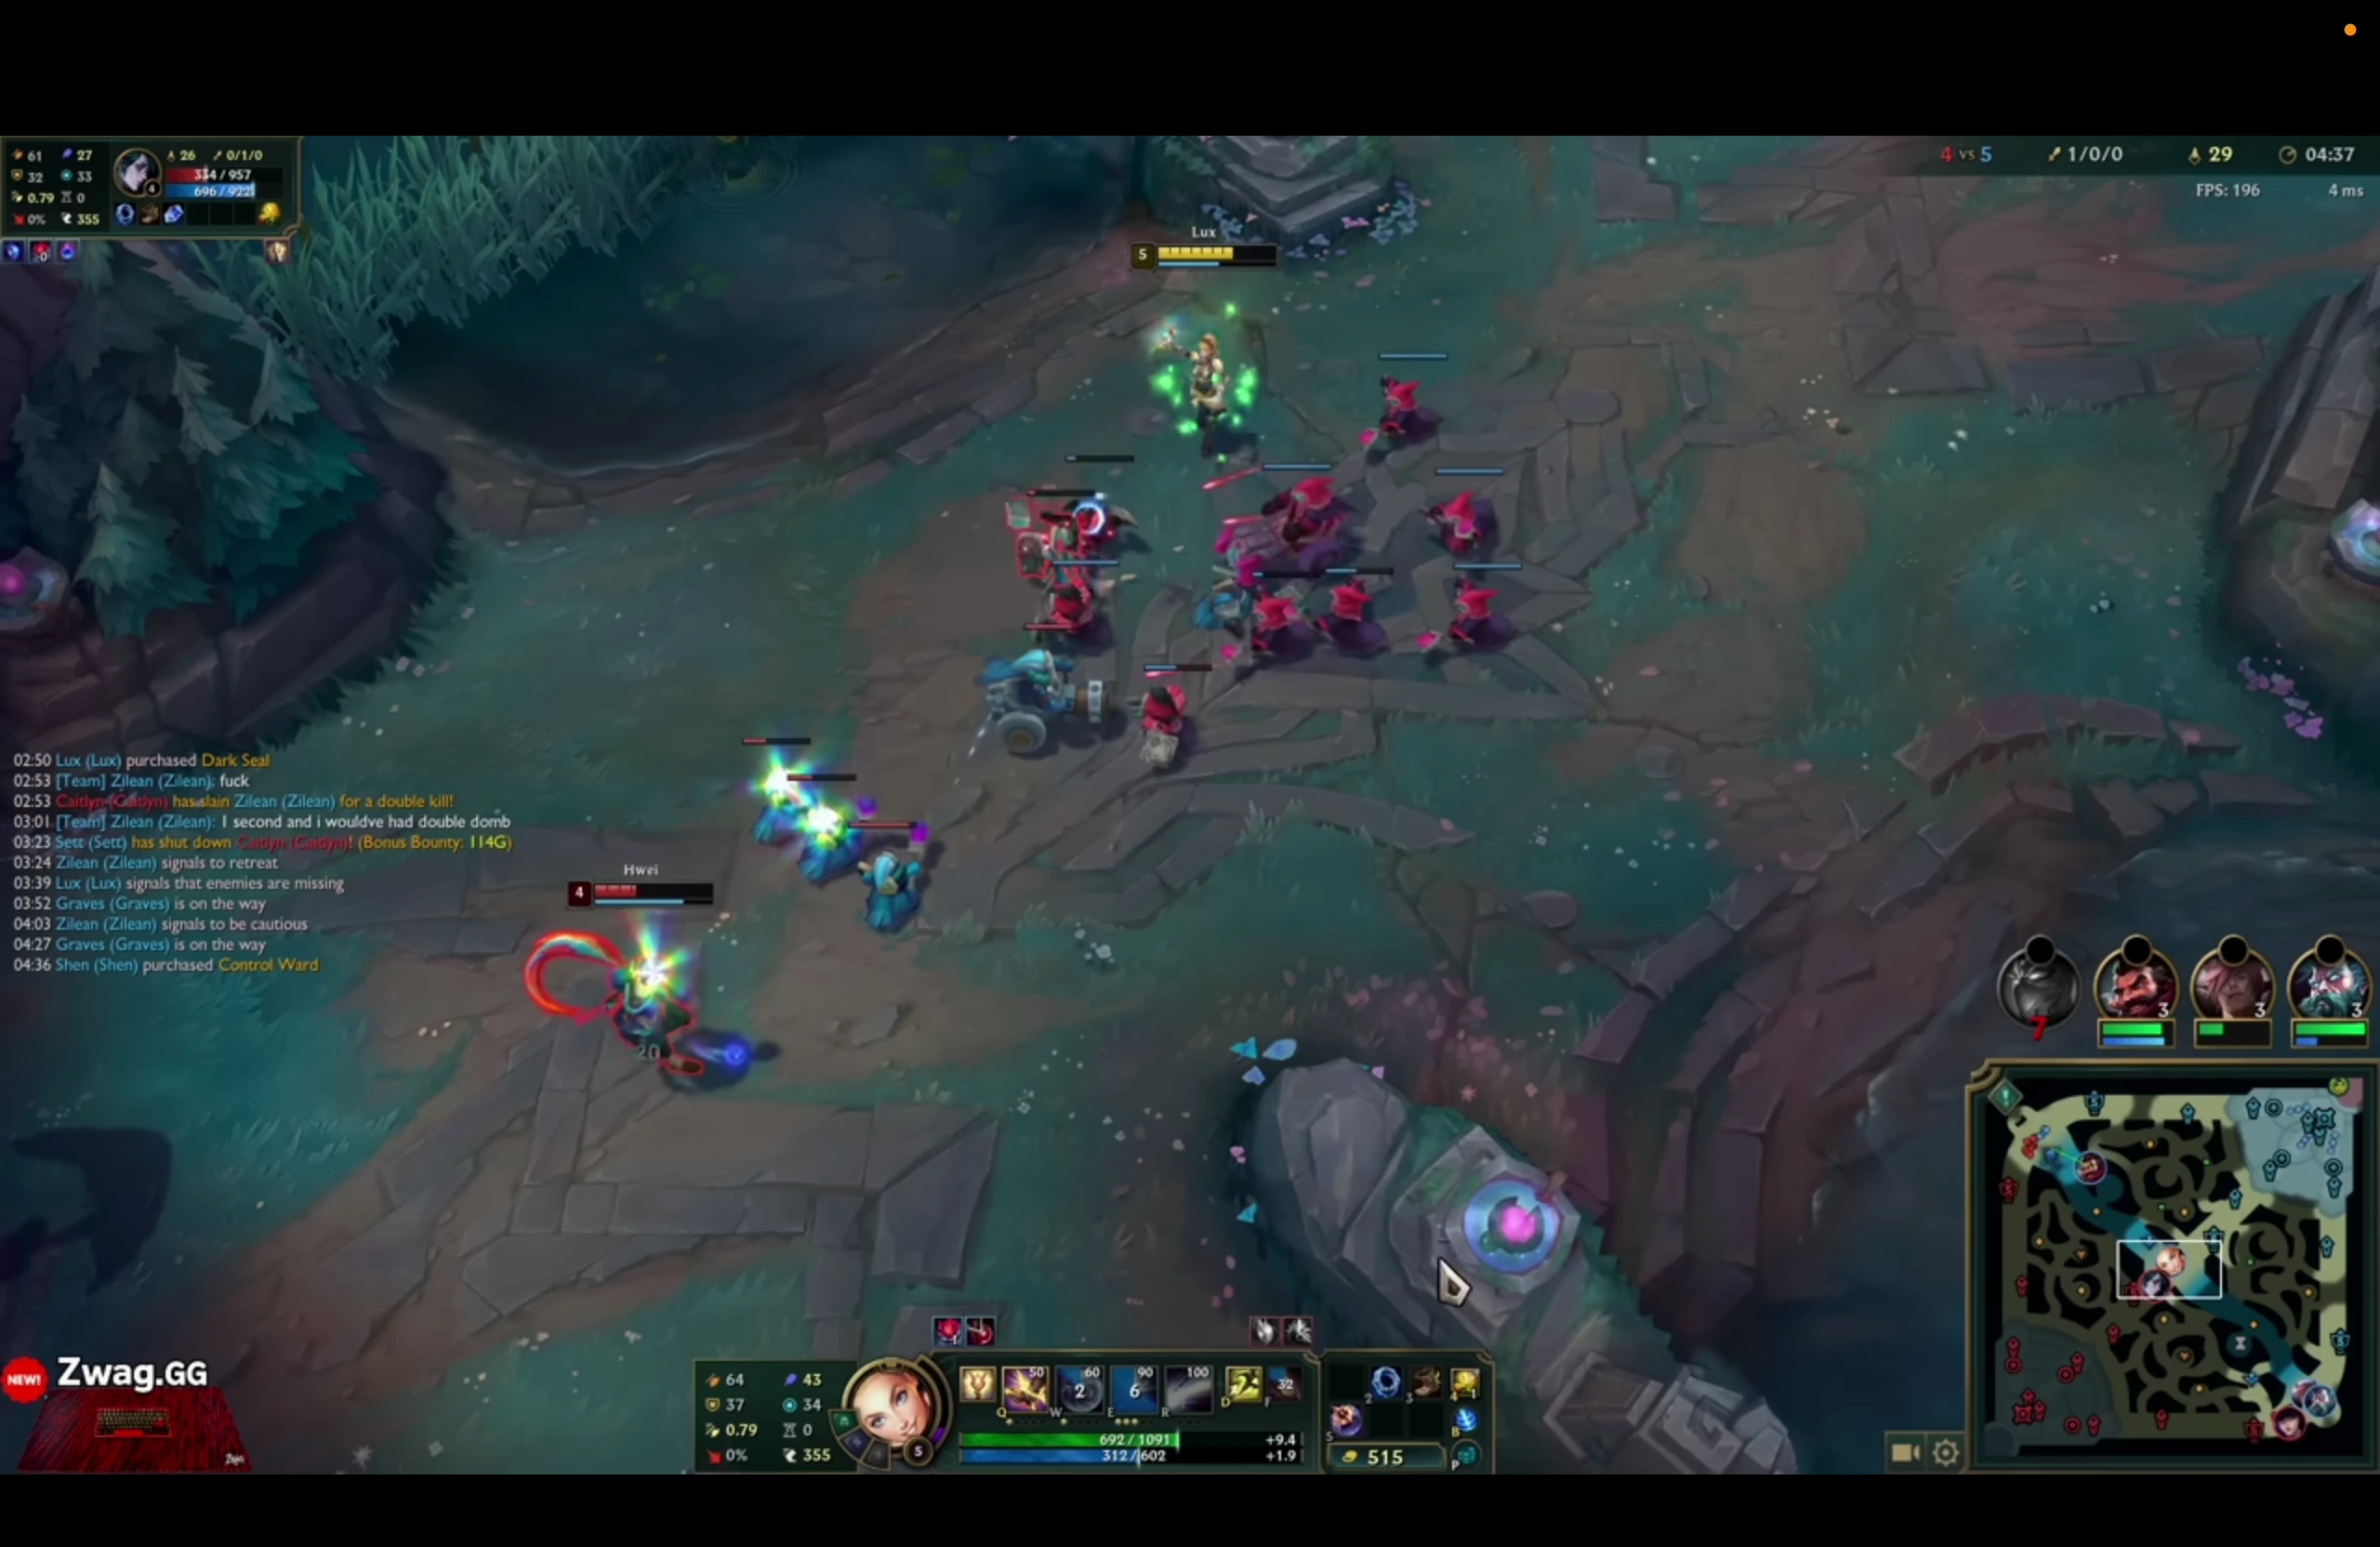 61 27 26 0/1/0
334 / 957
32 33
4
696 / 922
0.79 0
0% 355
4 vs 5 1/0/0 29 04:37
FPS: 196 4 ms
Lux
5
02:50 Lux (Lux) purchased Dark Seal
02:53 [Team] Zilean (Zilean): fuck
02:53 Caitlyn (Caitlyn) has slain Zilean (Zilean) for a double kill!
03:01 [Team] Zilean (Zilean): 1 second and i wouldve had double domb
03:23 Sett (Sett) has shut down Caitlyn (Caitlyn)! (Bonus Bounty: 114G)
03:24 Zilean (Zilean) signals to retreat
03:39 Lux (Lux) signals that enemies are missing
03:52 Graves (Graves) is on the way
04:03 Zilean (Zilean) signals to be cautious
04:27 Graves (Graves) is on the way
04:36 Shen (Shen) purchased Control Ward
Hwei
4
20
7 3 3 3
NEW! Zwag.GG
64 43
37 34
0.79 0
0% 355
5
50 60 90 100
2 6 32
Q W E R D F
692 / 1091 +9.4
312 / 602 +1.9
2 3 4 1
5 B
515 P